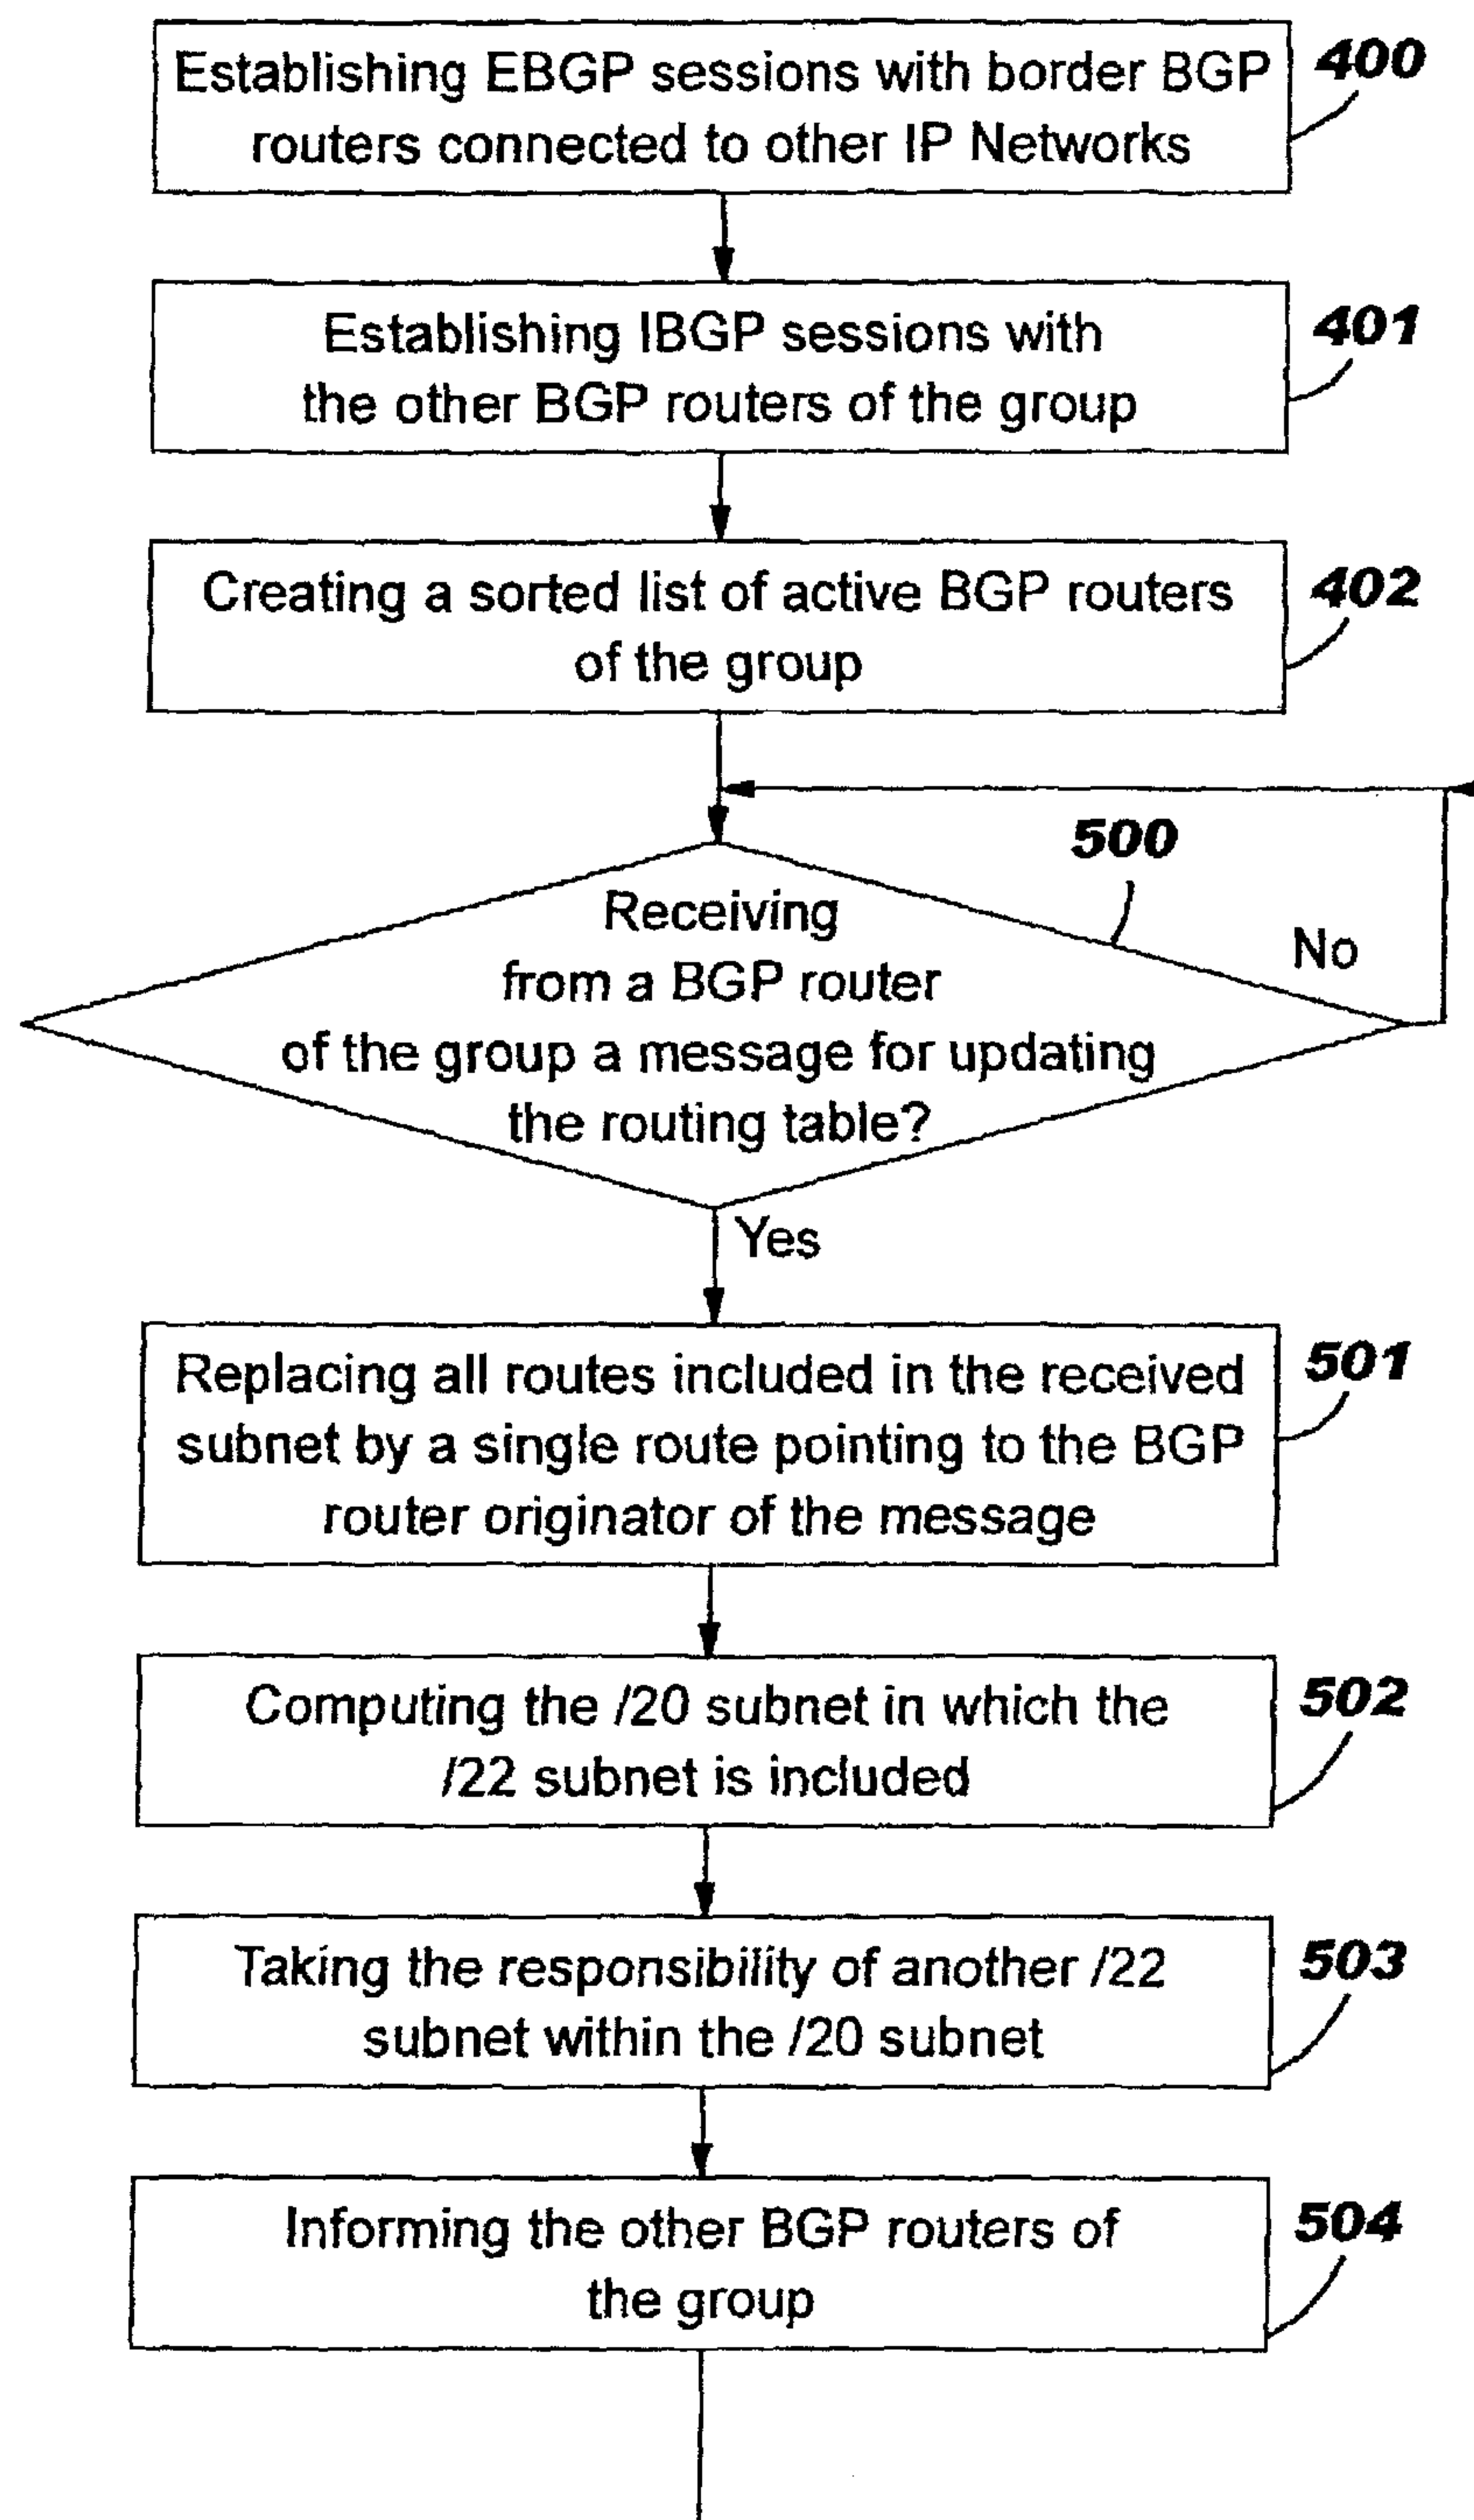 Establishing EBGP sessions with border BGP
routers connected to other IP Networks
400
Establishing IBGP sessions with
the other BGP routers of the group
401
Creating a sorted list of active BGP routers
of the group
402
500
Receiving
from a BGP router
of the group a message for updating
the routing table?
No
Yes
Replacing all routes included in the received
subnet by a single route pointing to the BGP
router originator of the message
501
Computing the /20 subnet in which the
/22 subnet is included
502
Taking the responsibility of another /22
subnet within the /20 subnet
503
Informing the other BGP routers of
the group
504